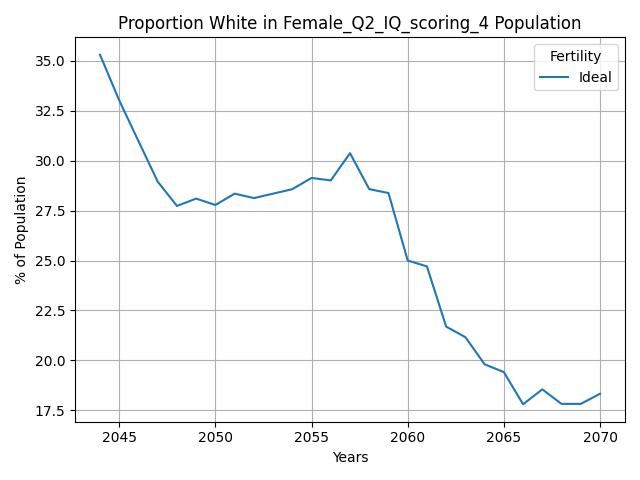 Proportion White in Female_Q2_IQ_scoring_4 Population
Fertility
Ideal
% of Population
35.0
32.5
30.0
27.5
25.0
22.5
20.0
17.5
2045 2050 2055 2060 2065 2070
Years